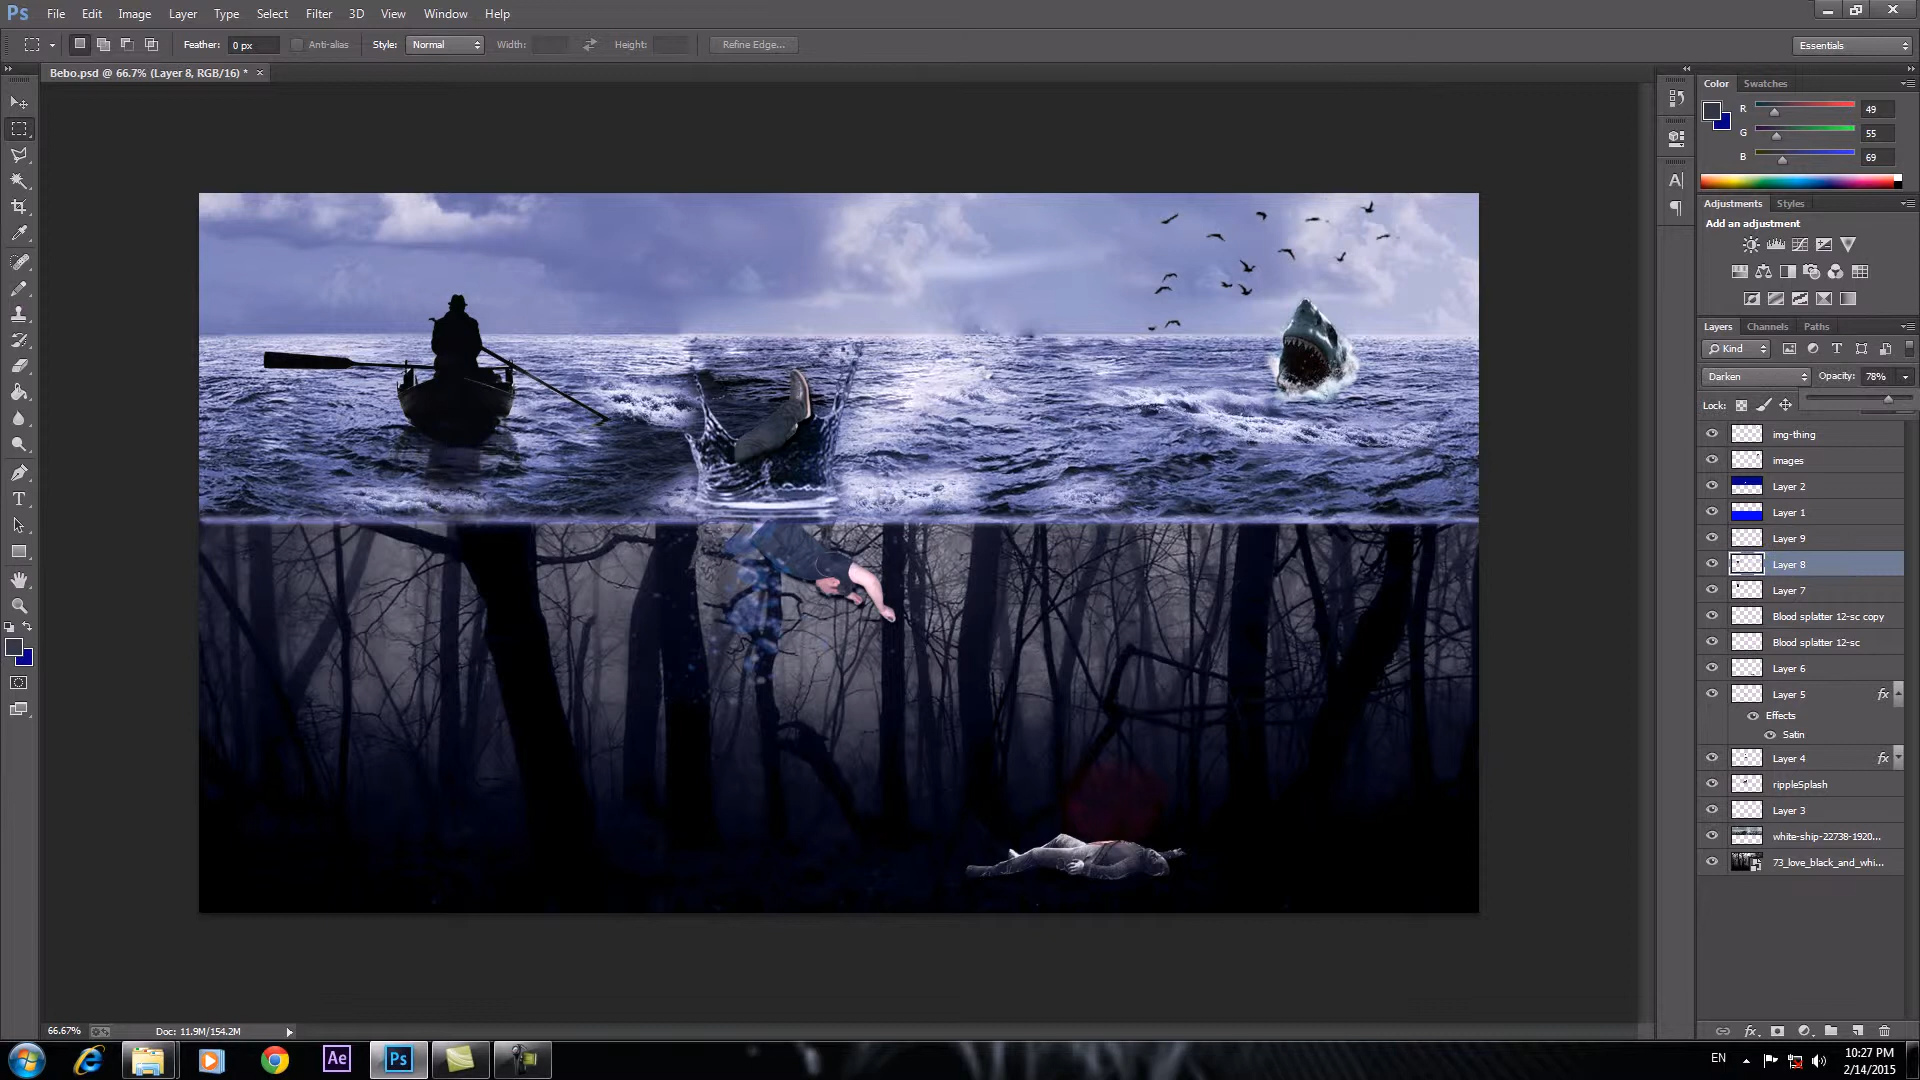 Ps File Edit Image Layer Type Select Filter 3D View Window Help
Feather: 0 px Anti-alias Style: Normal Width: Height: Refine Edge... Essentials
Bebo.psd @ 66.7% (Layer 8, RGB/16) * ×
Color Swatches
R 49
G 55
B 69
Adjustments Styles
Add an adjustment
Layers Channels Paths
Kind
Darken Opacity: 78%
Lock:
img-thing
images
Layer 2
Layer 1
Layer 9
Layer 8
Layer 7
Blood splatter 12-sc copy
Blood splatter 12-sc
Layer 6
Layer 5 fx
Effects
Satin
Layer 4 fx
rippleSplash
Layer 3
white-ship-22738-1920...
73_love_black_and_whi...
66.67% Doc: 11.9M/154.2M
Ae Ps EN 10:27 PM
2/14/2015